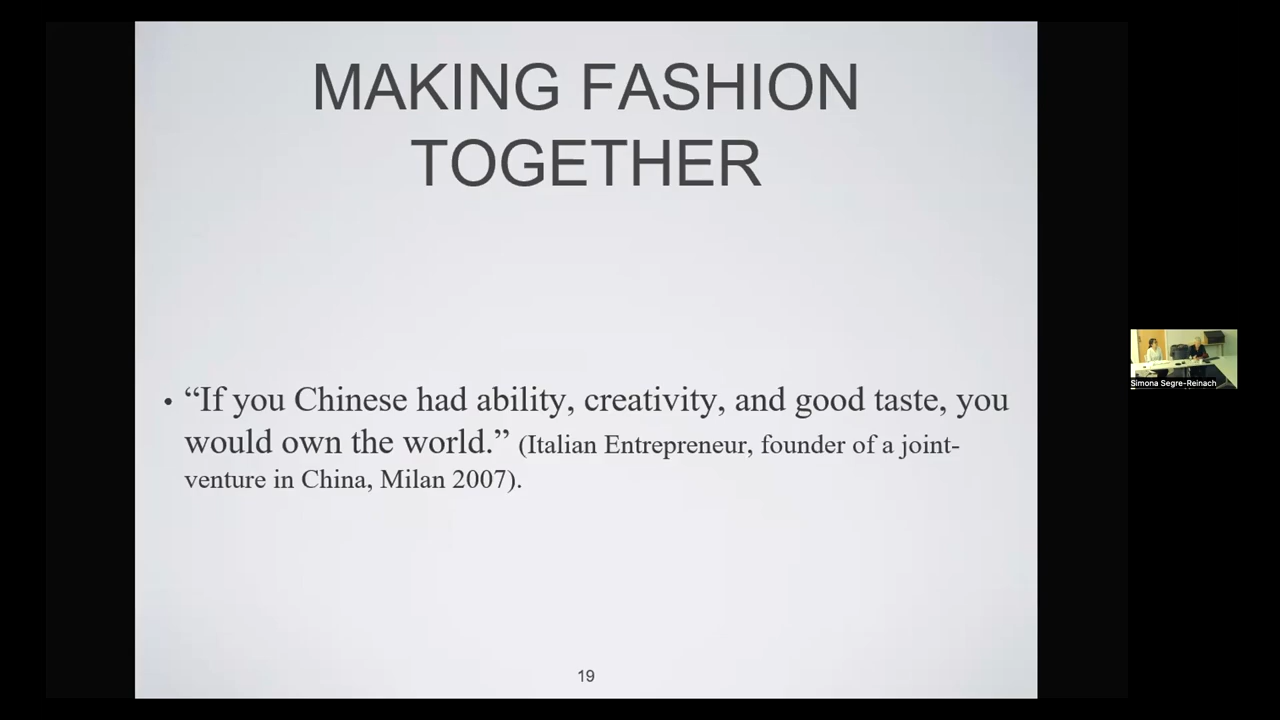 MAKING FASHION
TOGETHER
• “If you Chinese had ability, creativity, and good taste, you
would own the world.” (Italian Entrepreneur, founder of a joint-
venture in China, Milan 2007).
Simona Segre-Reinach
19